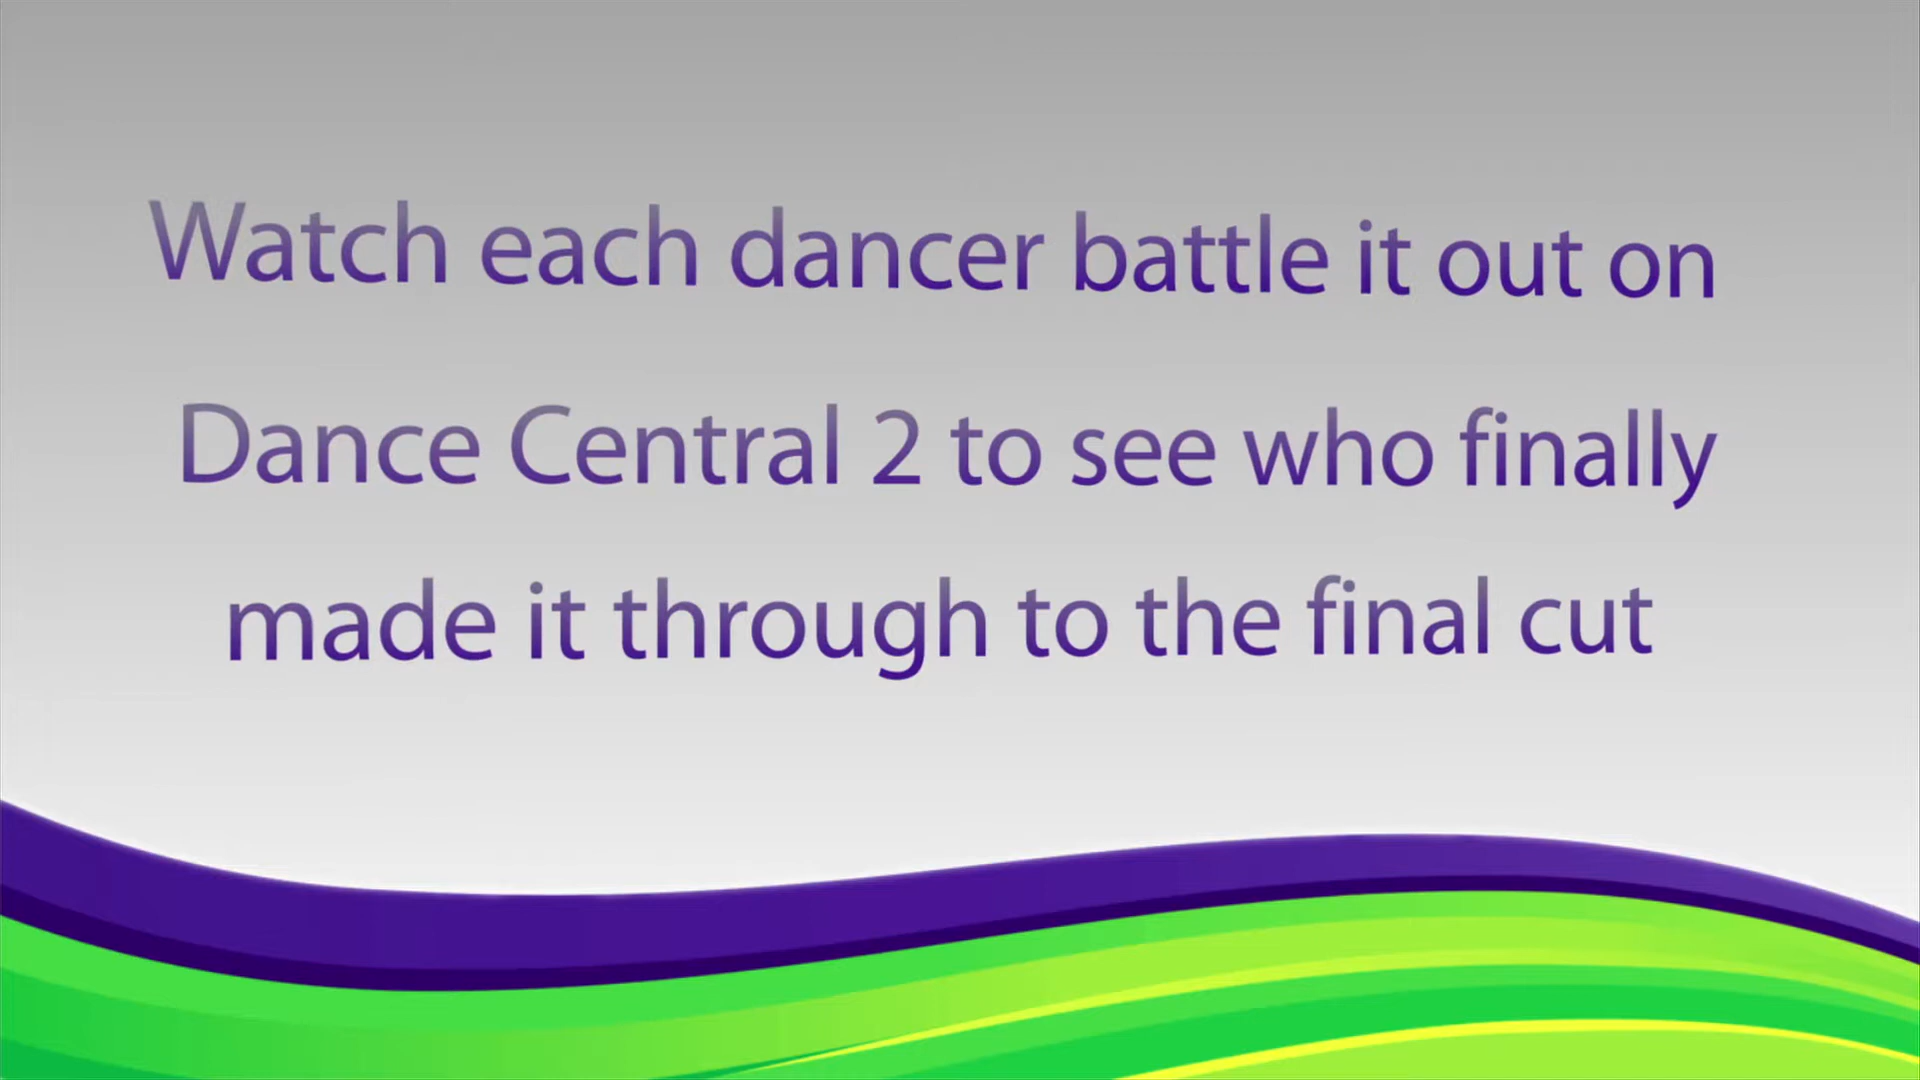 Watch each dancer battle it out on
Dance Central 2 to see who finally
made it through to the final cut